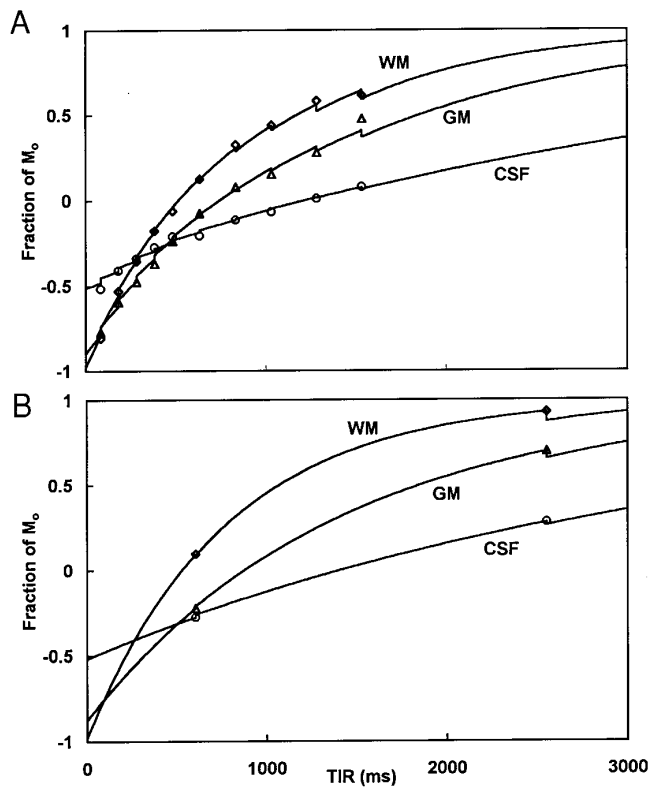 A
1
0.5
0
-0.5
-1
Fraction of Mo
WM
GM
CSF
B
1
0.5
0
-0.5
-1
Fraction of Mo
WM
GM
CSF
0 1000 2000 3000
TIR (ms)